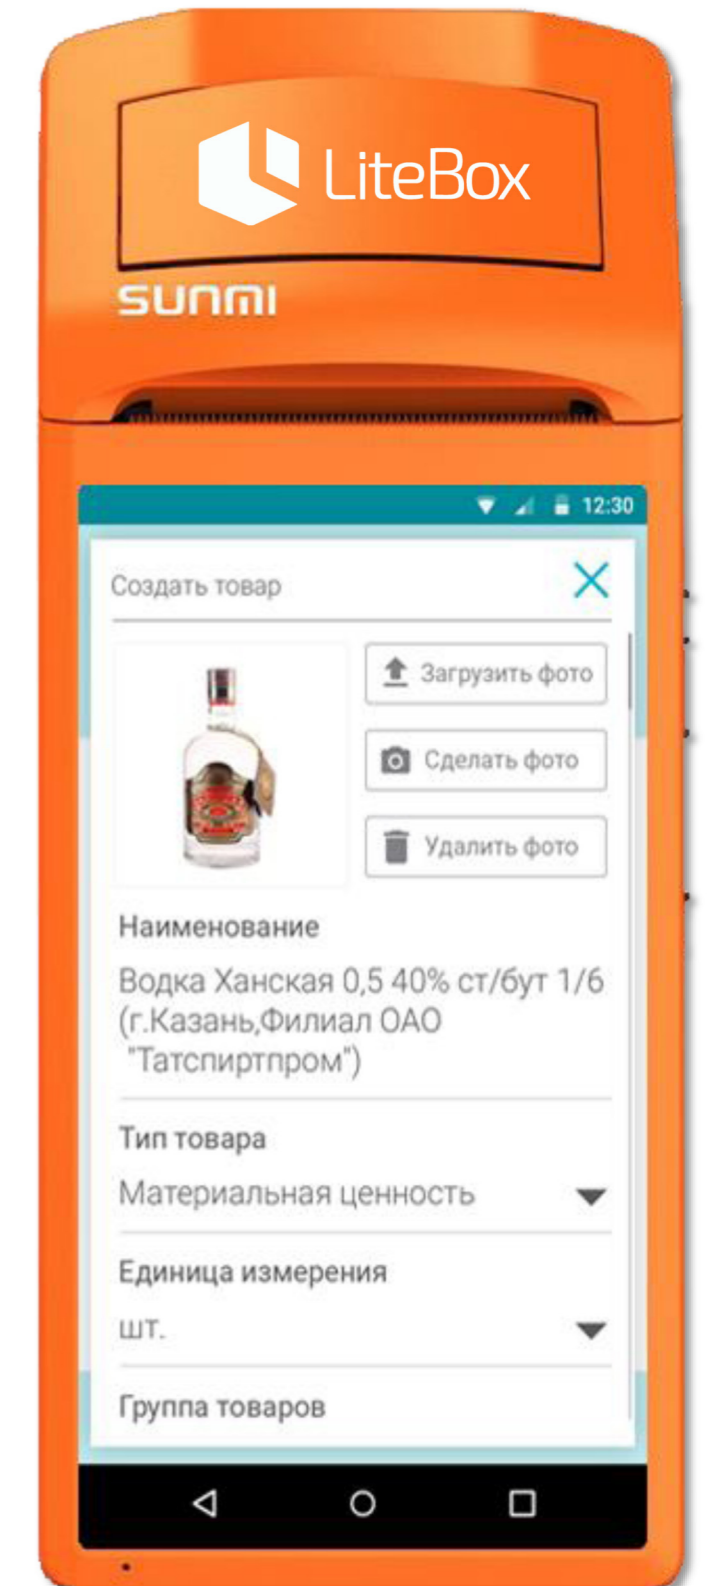 LiteBox
SUNMI
12:30
Создать товар
Загрузить фото
Сделать фото
Удалить фото
Наименование
Водка Ханская 0,5 40% ст/бут 1/6
(г.Казань,Филиал ОАО
"Татспиртпром")
Тип товара
Материальная ценность
Единица измерения
шт.
Группа товаров